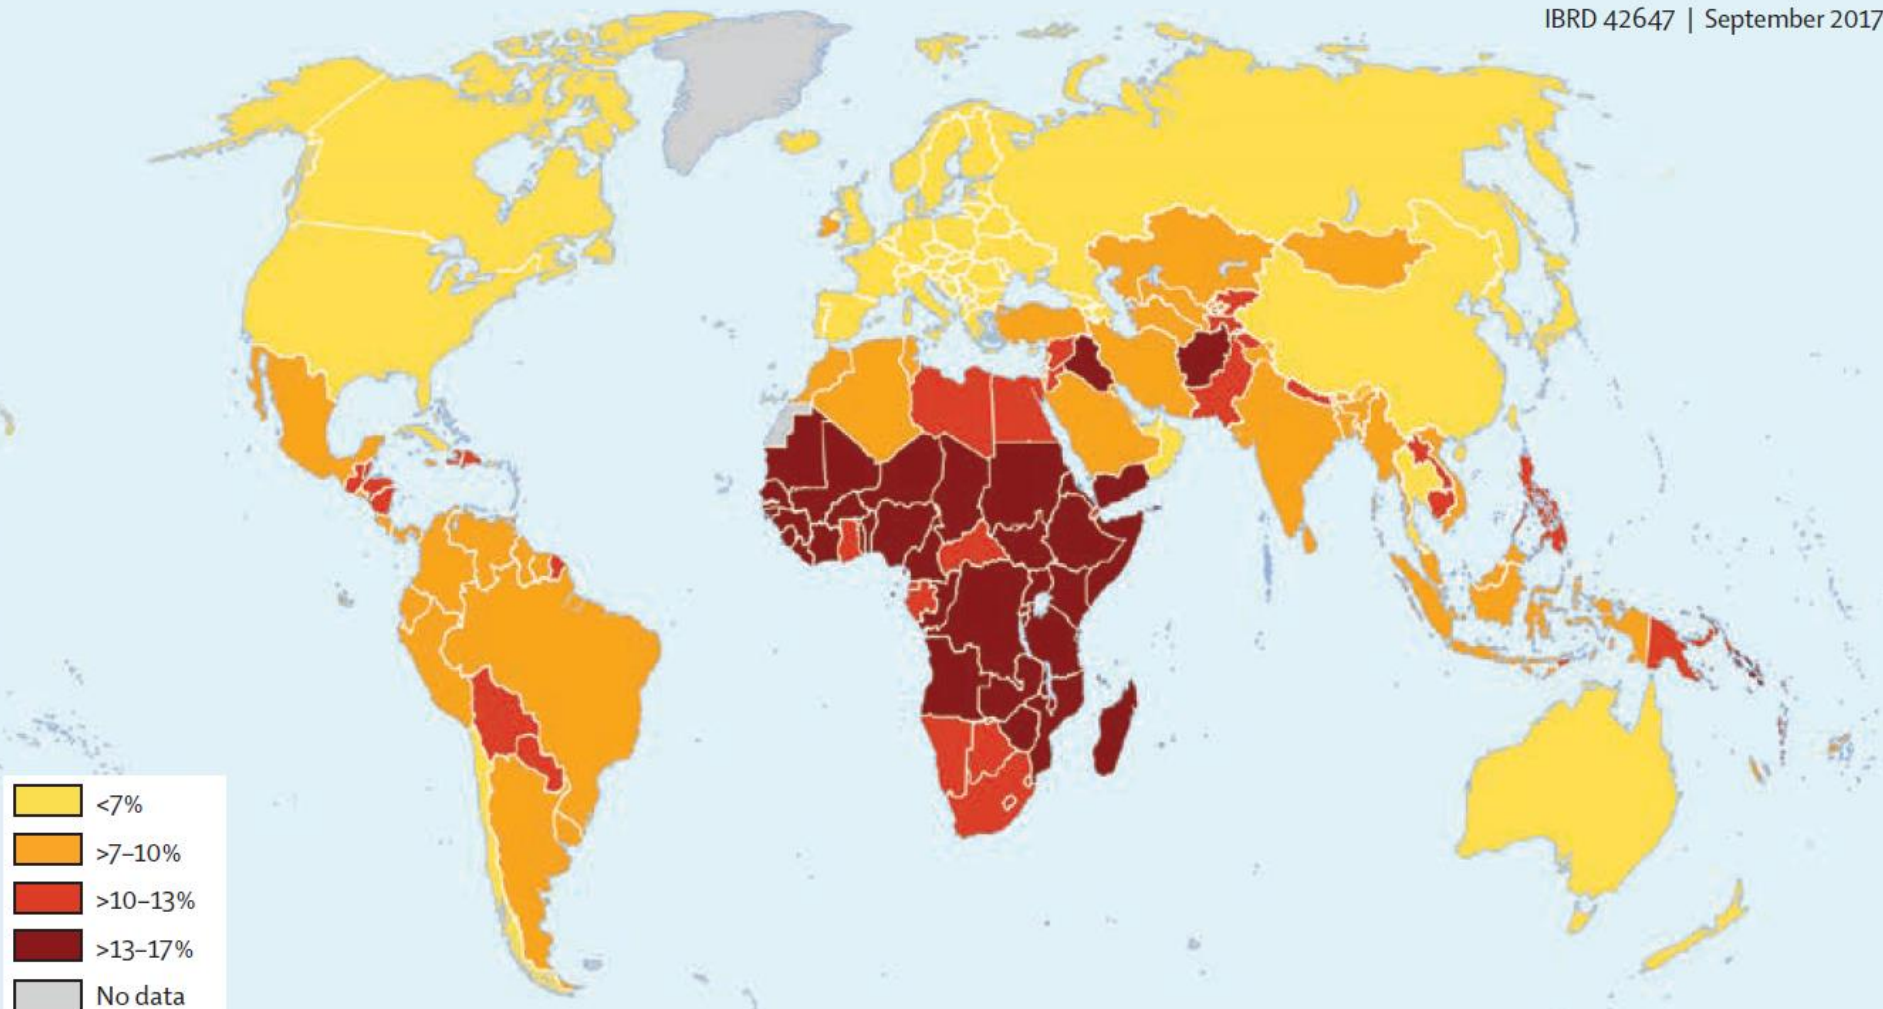 IBRD 42647 | September 2017
<7%
>7–10%
>10–13%
>13–17%
No data